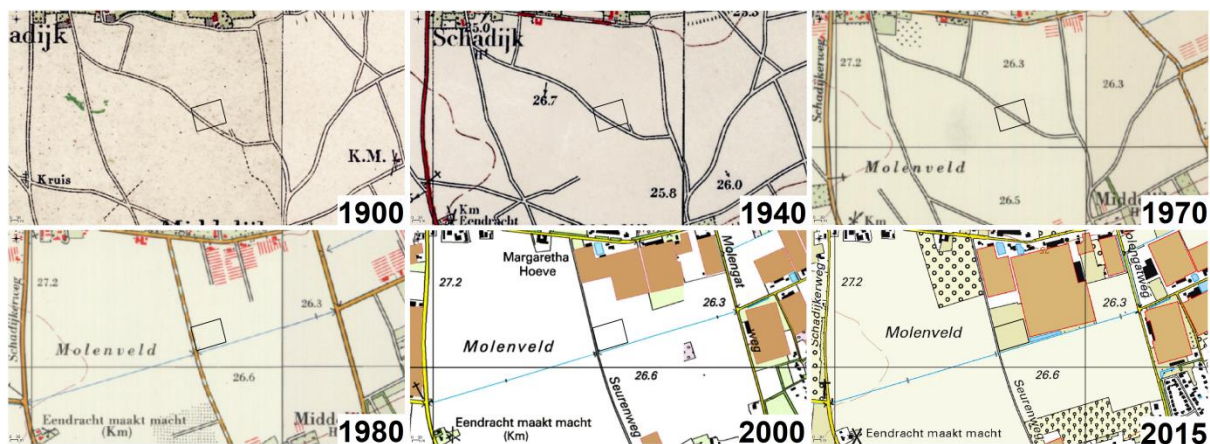 adijk
Kruis
K.M.
1900
25.0
Schadijk
H^t
26.7
25.8
26.0
Km
Eendracht
1940
Schadijkerweg
27.2
26.3
26.3
Molenveld
26.5
Km
1970
Schadijkerweg
27.2
26.3
Molenveld
26.6
Eendracht maakt macht
(Km)
1980
Margaretha
Hoeve
27.2
Molengat
weg
26.3
Molenveld
26.6
Seurenweg
Eendracht maakt macht
(Km)
2000
Schadijkerweg
27.2
Molengatweg
26.3
Molenveld
26.6
Seurenweg
Eendracht maakt macht
2015